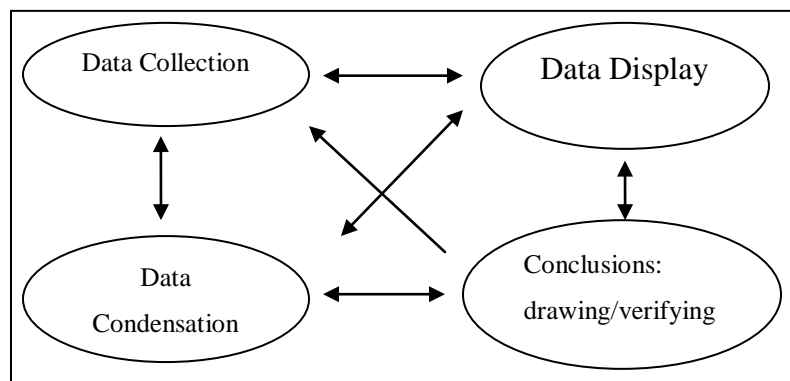 Data Collection
Data Display
Data
Condensation
Conclusions:
drawing/verifying